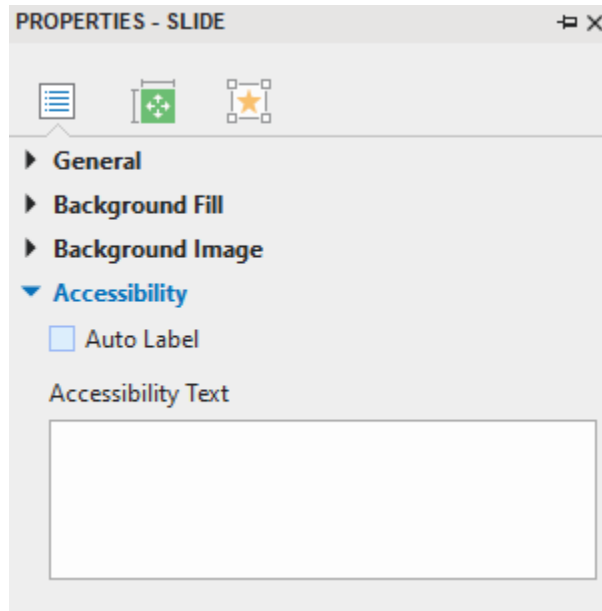 PROPERTIES - SLIDE
General
Background Fill
Background Image
Accessibility
Auto Label
Accessibility Text